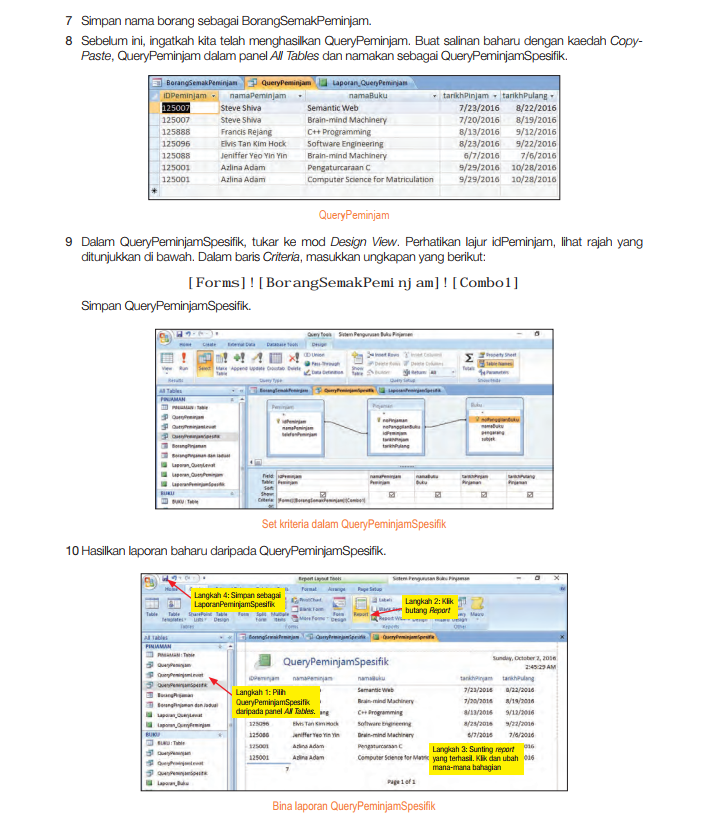 7 Simpan nama borang sebagai BorangSemakPeminjam.
8 Sebelum ini, ingatkah kita telah menghasilkan QueryPeminjam. Buat salinan baharu dengan kaedah Copy-
Paste, QueryPeminjam dalam panel All Tables dan namakan sebagai QueryPeminjamSpesifik.
BorangSemakPeminjam QueryPeminjam Laporan_QueryPeminjam
IDPeminjam namaPeminjam namaBuku tarikhPinjam tarikhPulang
125007 Steve Shiva Semantic Web 7/23/2016 8/22/2016
125007 Steve Shiva Brain-mind Machinery 7/20/2016 8/19/2016
125888 Francis Rejang C++ Programming 8/13/2016 9/12/2016
125096 Elvis Tan Kim Hock Software Engineering 8/23/2016 9/22/2016
125088 Jeniffer Yeo Yin Yin Brain-mind Machinery 6/7/2016 7/6/2016
125001 Azlina Adam Pengaturcaraan C 9/29/2016 10/28/2016
125001 Azlina Adam Computer Science for Matriculation 9/29/2016 10/28/2016
*
QueryPeminjam
9 Dalam QueryPeminjamSpesifik, tukar ke mod Design View. Perhatikan lajur idPeminjam, lihat rajah yang
ditunjukkan di bawah. Dalam baris Criteria, masukkan ungkapan yang berikut:
[Forms]![BorangSemakPeminjam]![Combo1]
Simpan QueryPeminjamSpesifik.
Query Tools Sistem Pengurusan Buku Pinjaman
Home Create External Data Database Tools Design
View Run Select Make Table Append Update Crosstab Delete
Union
Pass-Through
Data Definition
Show Table
Insert Rows
Delete Rows
Builder
Insert Columns
Delete Columns
Return: All
Totals
Property Sheet
Table Names
Parameters
Results Query Type Query Setup Show/Hide
All Tables BorangSemakPeminjam QueryPeminjamSpesifik LaporanPeminjamSpesifik
PINJAMAN
PINJAMAN : Table
QueryPeminjam
QueryPeminjamLewat
QueryPeminjamSpesifik
BorangPinjaman
BorangPinjaman dan Jadual
Laporan_QueryLewat
Laporan_QueryPeminjam
LaporanPeminjamSpesifik
BUKU
BUKU : Table
Peminjam
*
idPeminjam
namaPeminjam
telefonPeminjam
Pinjaman
*
noPinjaman
noPanggilanBuku
idPeminjam
tarikhPinjam
tarikhPulang
Buku
*
noPanggilanBuku
namaBuku
pengarang
subjek
Field: idPeminjam namaPeminjam namaBuku tarikhPinjam tarikhPulang
Table: Peminjam Peminjam Buku Pinjaman Pinjaman
Sort:
Show:
Criteria: [Forms]![BorangSemakPeminjam]![Combo1]
or:
Set kriteria dalam QueryPeminjamSpesifik
10 Hasilkan laporan baharu daripada QueryPeminjamSpesifik.
Report Layout Tools Sistem Pengurusan Buku Pinjaman
Home Format Arrange Page Setup
Langkah 4: Simpan sebagai
LaporanPeminjamSpesifik
Langkah 2: Klik
butang Report
Table Table Templates SharePoint Lists Table Design Form Split Form Multiple Items
PivotChart
Blank Form
More Forms
Form Design
Report
Labels
Blank Report
Report
Design
Macro
Tables Forms Reports Other
All Tables BorangSemakPeminjam QueryPeminjamSpesifik QueryPeminjamSpesifik
PINJAMAN
PINJAMAN : Table
QueryPeminjam
QueryPeminjamLewat
QueryPeminjamSpesifik
BorangPinjaman
BorangPinjaman dan Jadual
Laporan_QueryLewat
Laporan_QueryPeminjam
BUKU
BUKU : Table
QueryPeminjam
QueryPeminjamLewat
QueryPeminjamSpesifik
Laporan_Buku
QueryPeminjamSpesifik
Sunday, October 2, 2016
2:45:29 AM
IDPeminjam namaPeminjam namaBuku tarikhPinjam tarikhPulang
Langkah 1: Pilih
QueryPeminjamSpesifik
daripada panel All Tables.
Semantic Web 7/23/2016 8/22/2016
Brain-mind Machinery 7/20/2016 8/19/2016
C++ Programming 8/13/2016 9/12/2016
125096 Elvis Tan Kim Hock Software Engineering 8/23/2016 9/22/2016
125088 Jeniffer Yeo Yin Yin Brain-mind Machinery 6/7/2016 7/6/2016
125001 Azlina Adam Pengaturcaraan C
125001 Azlina Adam Computer Science for
7
Langkah 3: Sunting report
yang terhasil. Klik dan ubah
mana-mana bahagian
Page 1 of 1
Bina laporan QueryPeminjamSpesifik